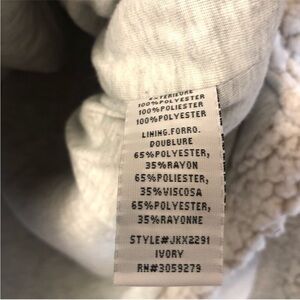 EXTERIEURE
100%POLYESTER
100%POLIESTER
100%POLYESTER
LINING.FORRO.
DOUBLURE
65%POLYESTER,
35%RAYON
65%POLIESTER,
35%VISCOSA
65%POLYESTER,
35%RAYONNE
STYLE#JKX2291
IVORY
RN#3059279